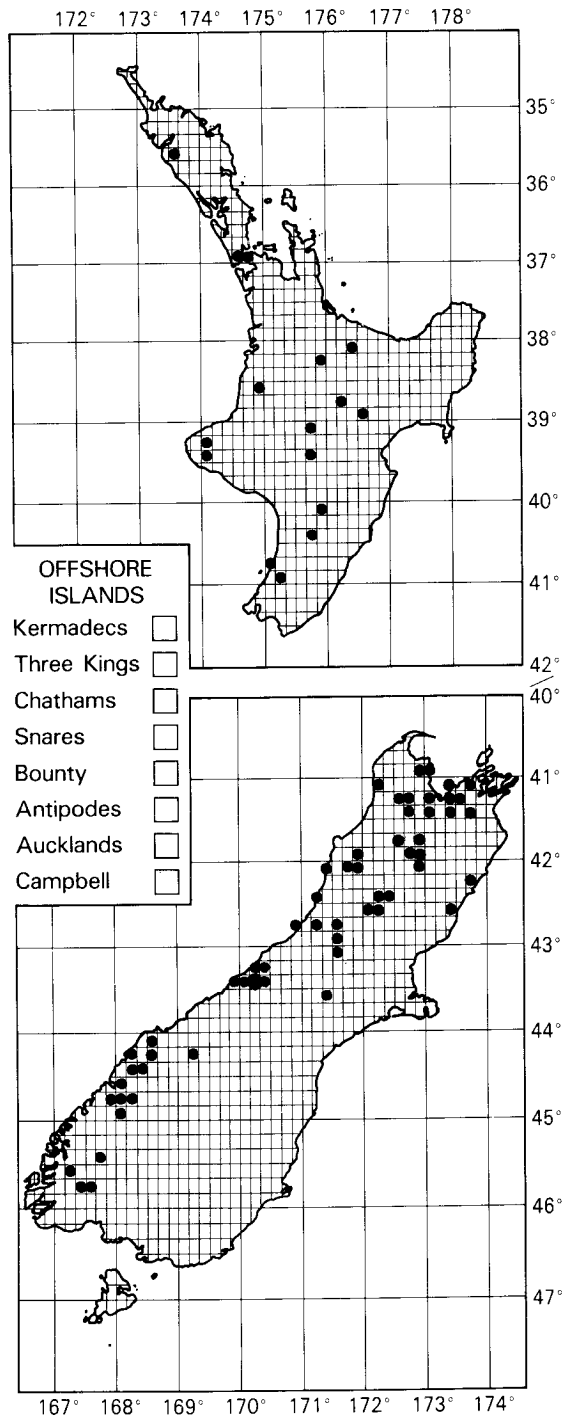 172° 173° 174° 175° 176° 177° 178°
35°
36°
37°
38°
39°
40°
41°
42°
OFFSHORE
ISLANDS
Kermadecs
Three Kings
Chathams
Snares
Bounty
Antipodes
Aucklands
Campbell
40°
41°
42°
43°
44°
45°
46°
47°
167° 168° 169° 170° 171° 172° 173° 174°